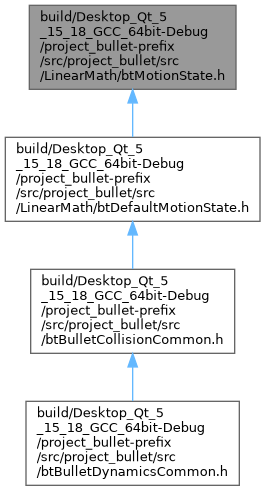 build/Desktop_Qt_5
_15_18_GCC_64bit-Debug
/project_bullet-prefix
/src/project_bullet/src
/LinearMath/btMotionState.h
build/Desktop_Qt_5
_15_18_GCC_64bit-Debug
/project_bullet-prefix
/src/project_bullet/src
/LinearMath/btDefaultMotionState.h
build/Desktop_Qt_5
_15_18_GCC_64bit-Debug
/project_bullet-prefix
/src/project_bullet/src
/btBulletCollisionCommon.h
build/Desktop_Qt_5
_15_18_GCC_64bit-Debug
/project_bullet-prefix
/src/project_bullet/src
/btBulletDynamicsCommon.h